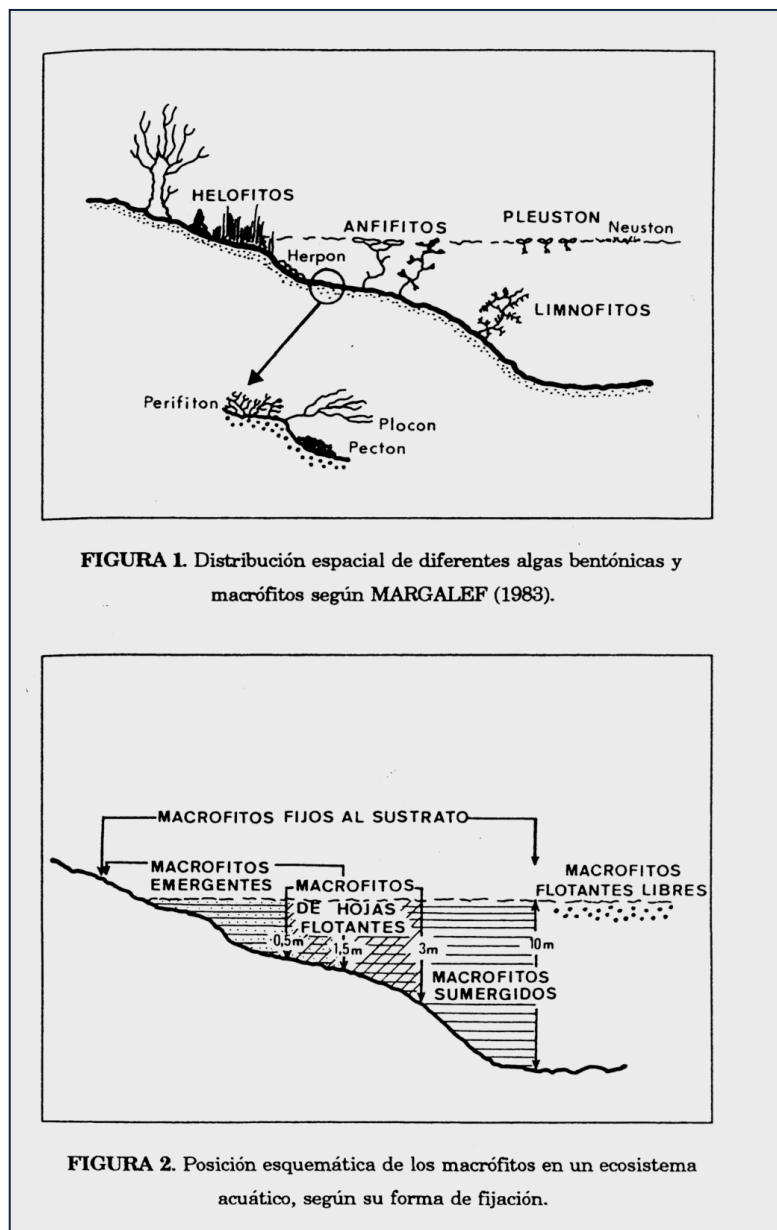 HELOFITOS
ANFIFITOS
PLEUSTON
Neuston
Herpon
LIMNOFITOS
Perifiton
Plocon
Pecton
FIGURA 1. Distribución espacial de diferentes algas bentónicas y
macrófitos según MARGALEF (1983).
MACROFITOS FIJOS AL SUSTRATO
MACROFITOS
EMERGENTES
MACROFITOS
DE HOJAS
FLOTANTES
MACROFITOS
FLOTANTES LIBRES
0,5m
1,5m
3m
10m
MACROFITOS
SUMERGIDOS
FIGURA 2. Posición esquemática de los macrófitos en un ecosistema
acuático, según su forma de fijación.